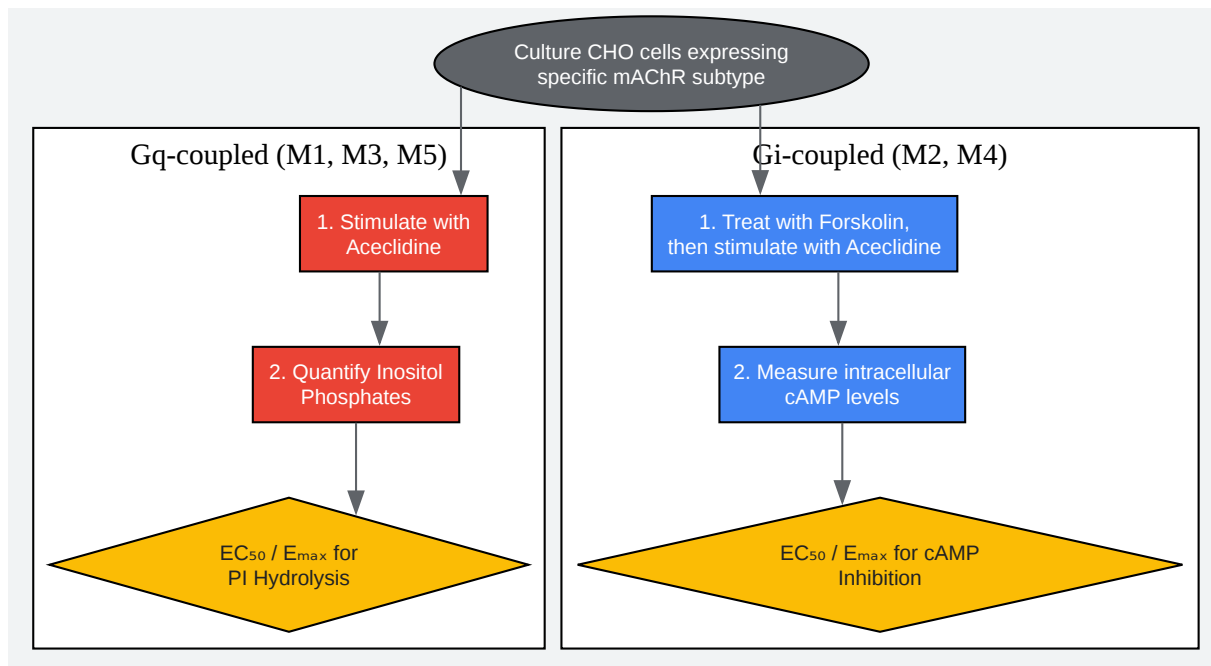 Culture CHO cells expressing
specific mAChR subtype
Gq-coupled (M1, M3, M5)
1. Stimulate with
Aceclidine
2. Quantify Inositol
Phosphates
EC₅₀ / Eₘₐₓ for
PI Hydrolysis
Gi-coupled (M2, M4)
1. Treat with Forskolin,
then stimulate with Aceclidine
2. Measure intracellular
cAMP levels
EC₅₀ / Eₘₐₓ for cAMP
Inhibition